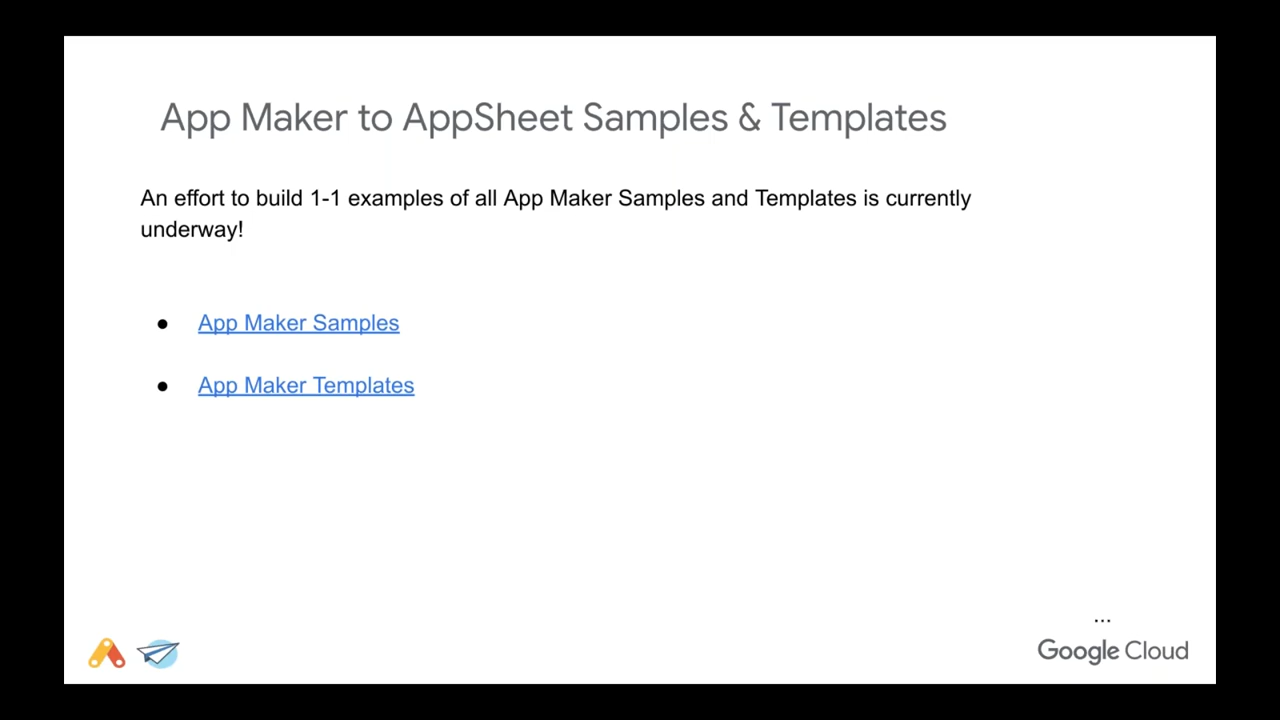 App Maker to AppSheet Samples & Templates
An effort to build 1-1 examples of all App Maker Samples and Templates is currently
underway!
● App Maker Samples
● App Maker Templates
...
Google Cloud